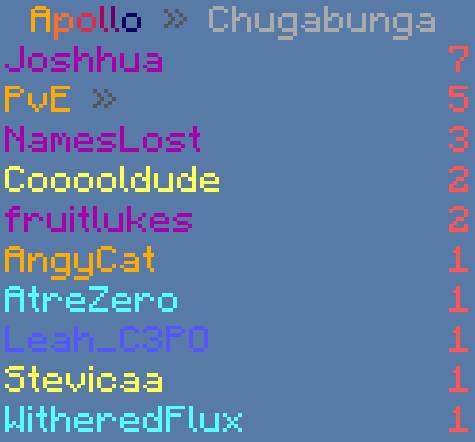 Apollo » Chugabunga
Joshhua 7
PvE » 5
NamesLost 3
Cooooldude 2
fruitlukes 2
AngyCat 1
AtreZero 1
Leah_C3PO 1
Stevicaa 1
WitheredFlux 1